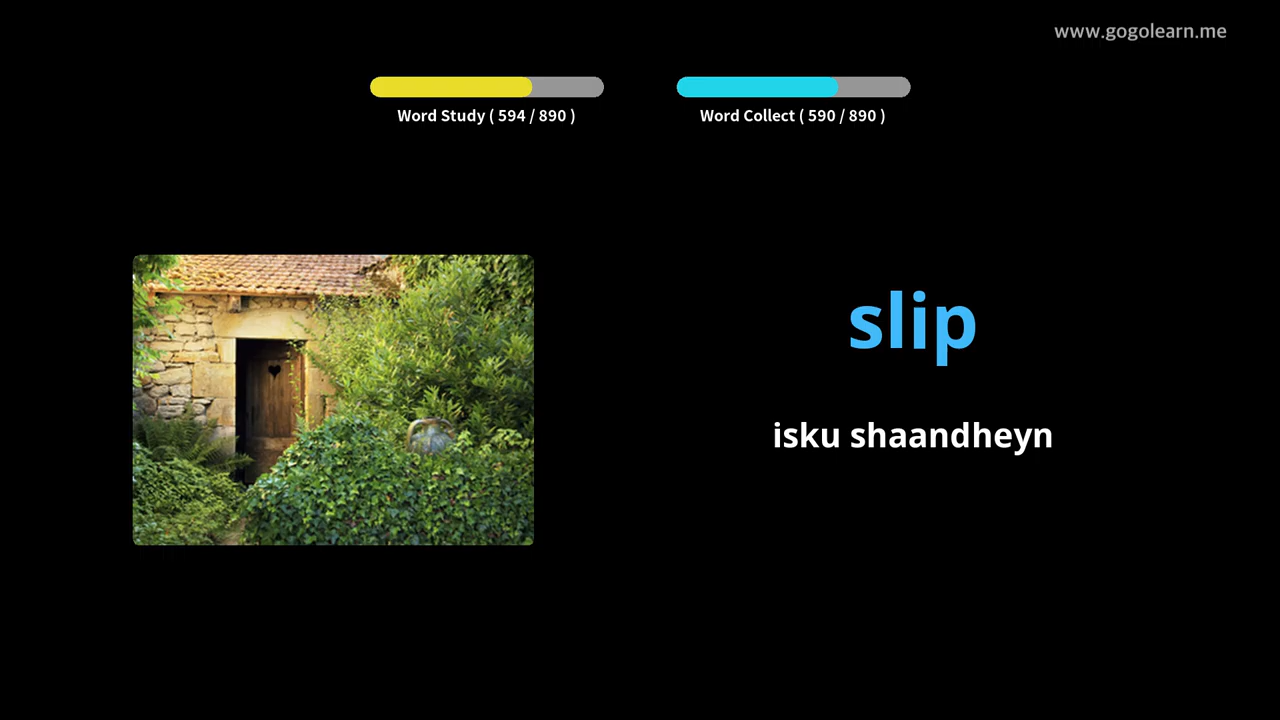 www.gogolearn.me
Word Study ( 594 / 890 )
Word Collect ( 590 / 890 )
slip
isku shaandheyn